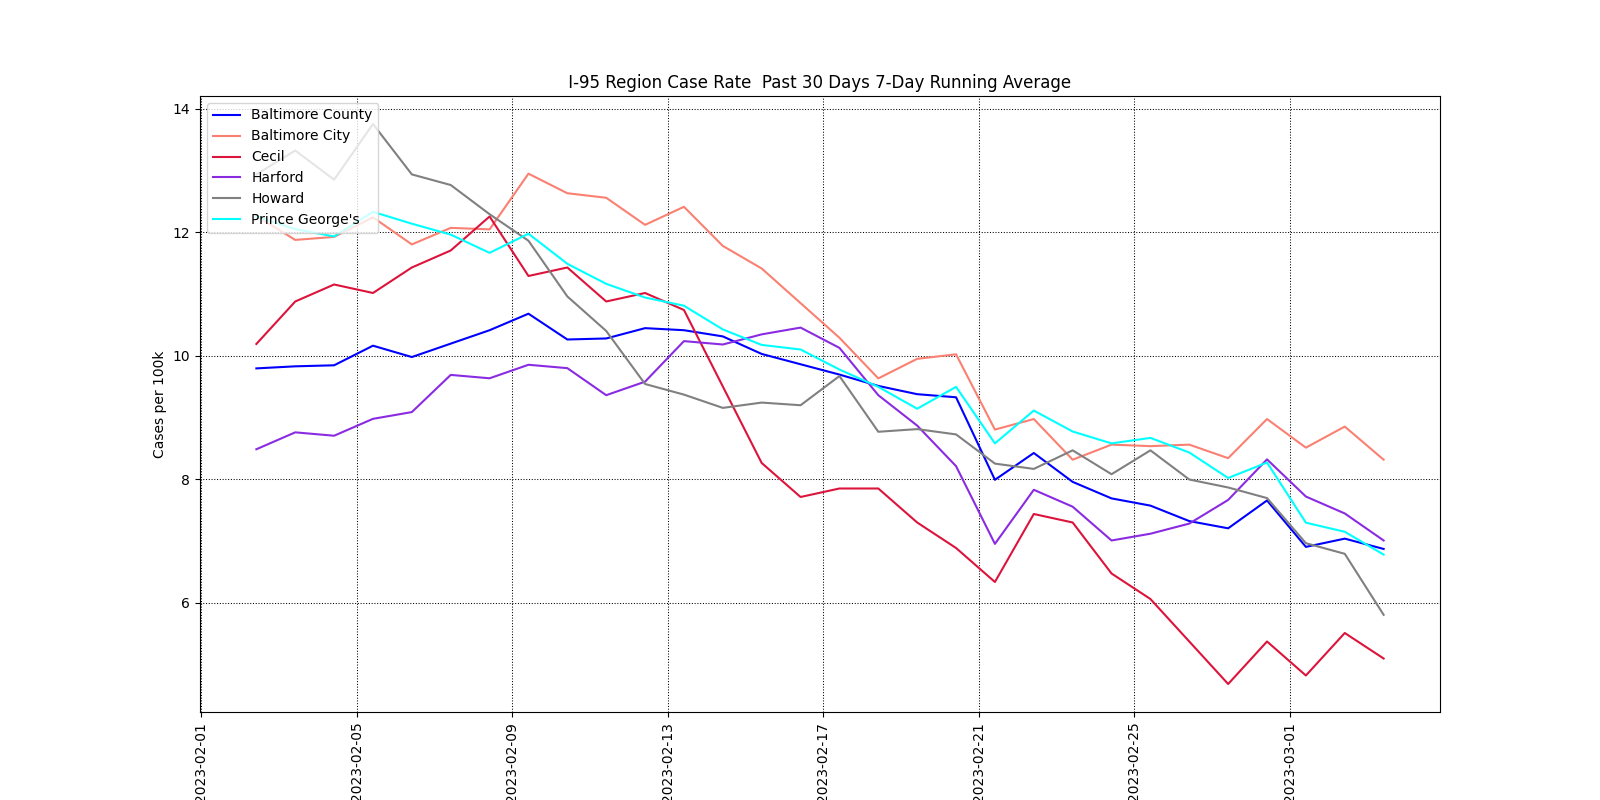 I-95 Region Case Rate  Past 30 Days 7-Day Running Average
Baltimore County
Baltimore City
Cecil
Harford
Howard
Prince George's
Cases per 100k
14
12
10
8
6
2023-02-01
2023-02-05
2023-02-09
2023-02-13
2023-02-17
2023-02-21
2023-02-25
2023-03-01